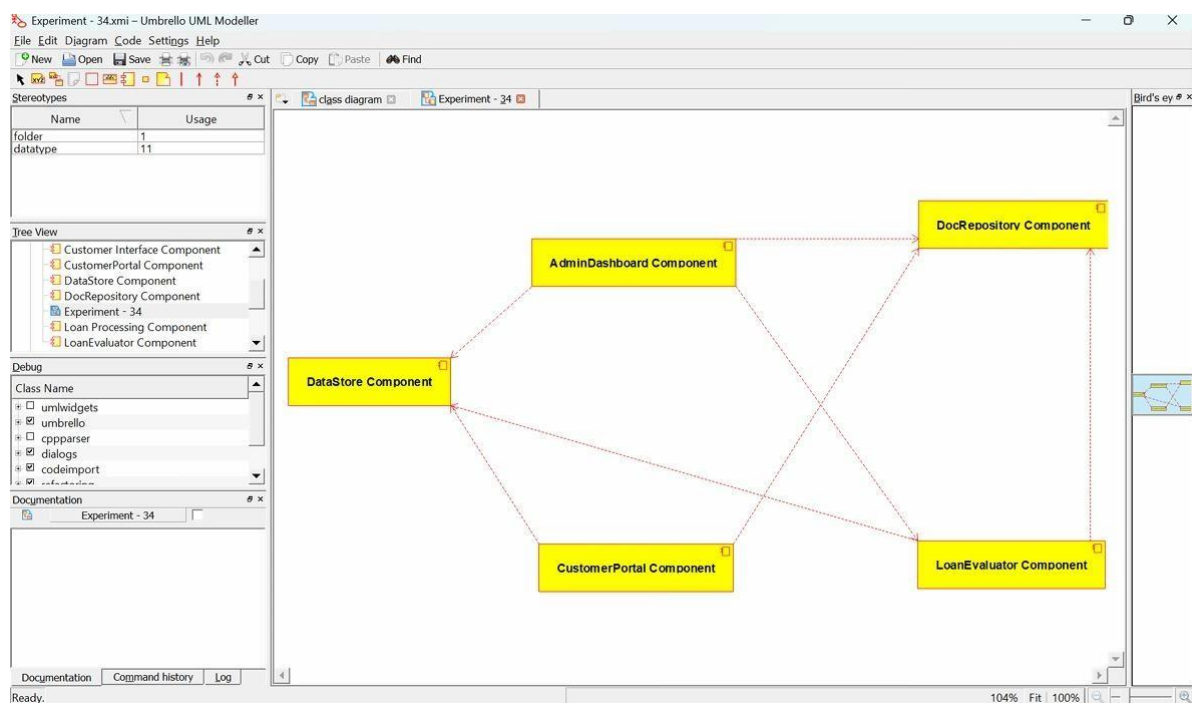 Experiment - 34.xmi – Umbrello UML Modeller
File Edit Diagram Code Settings Help
New Open Save Cut Copy Paste Find
Stereotypes
class diagram
Experiment - 34
Bird's ey
Name Usage
folder 1
datatype 11
Tree View
Customer Interface Component
CustomerPortal Component
DataStore Component
DocRepository Component
Experiment - 34
Loan Processing Component
LoanEvaluator Component
Debug
Class Name
umlwidgets
umbrello
cppparser
dialogs
codeimport
refactoring
Documentation
Experiment - 34
Documentation Command history Log
DocRepository Component
AdminDashboard Component
DataStore Component
CustomerPortal Component
LoanEvaluator Component
Ready.
104% Fit 100%